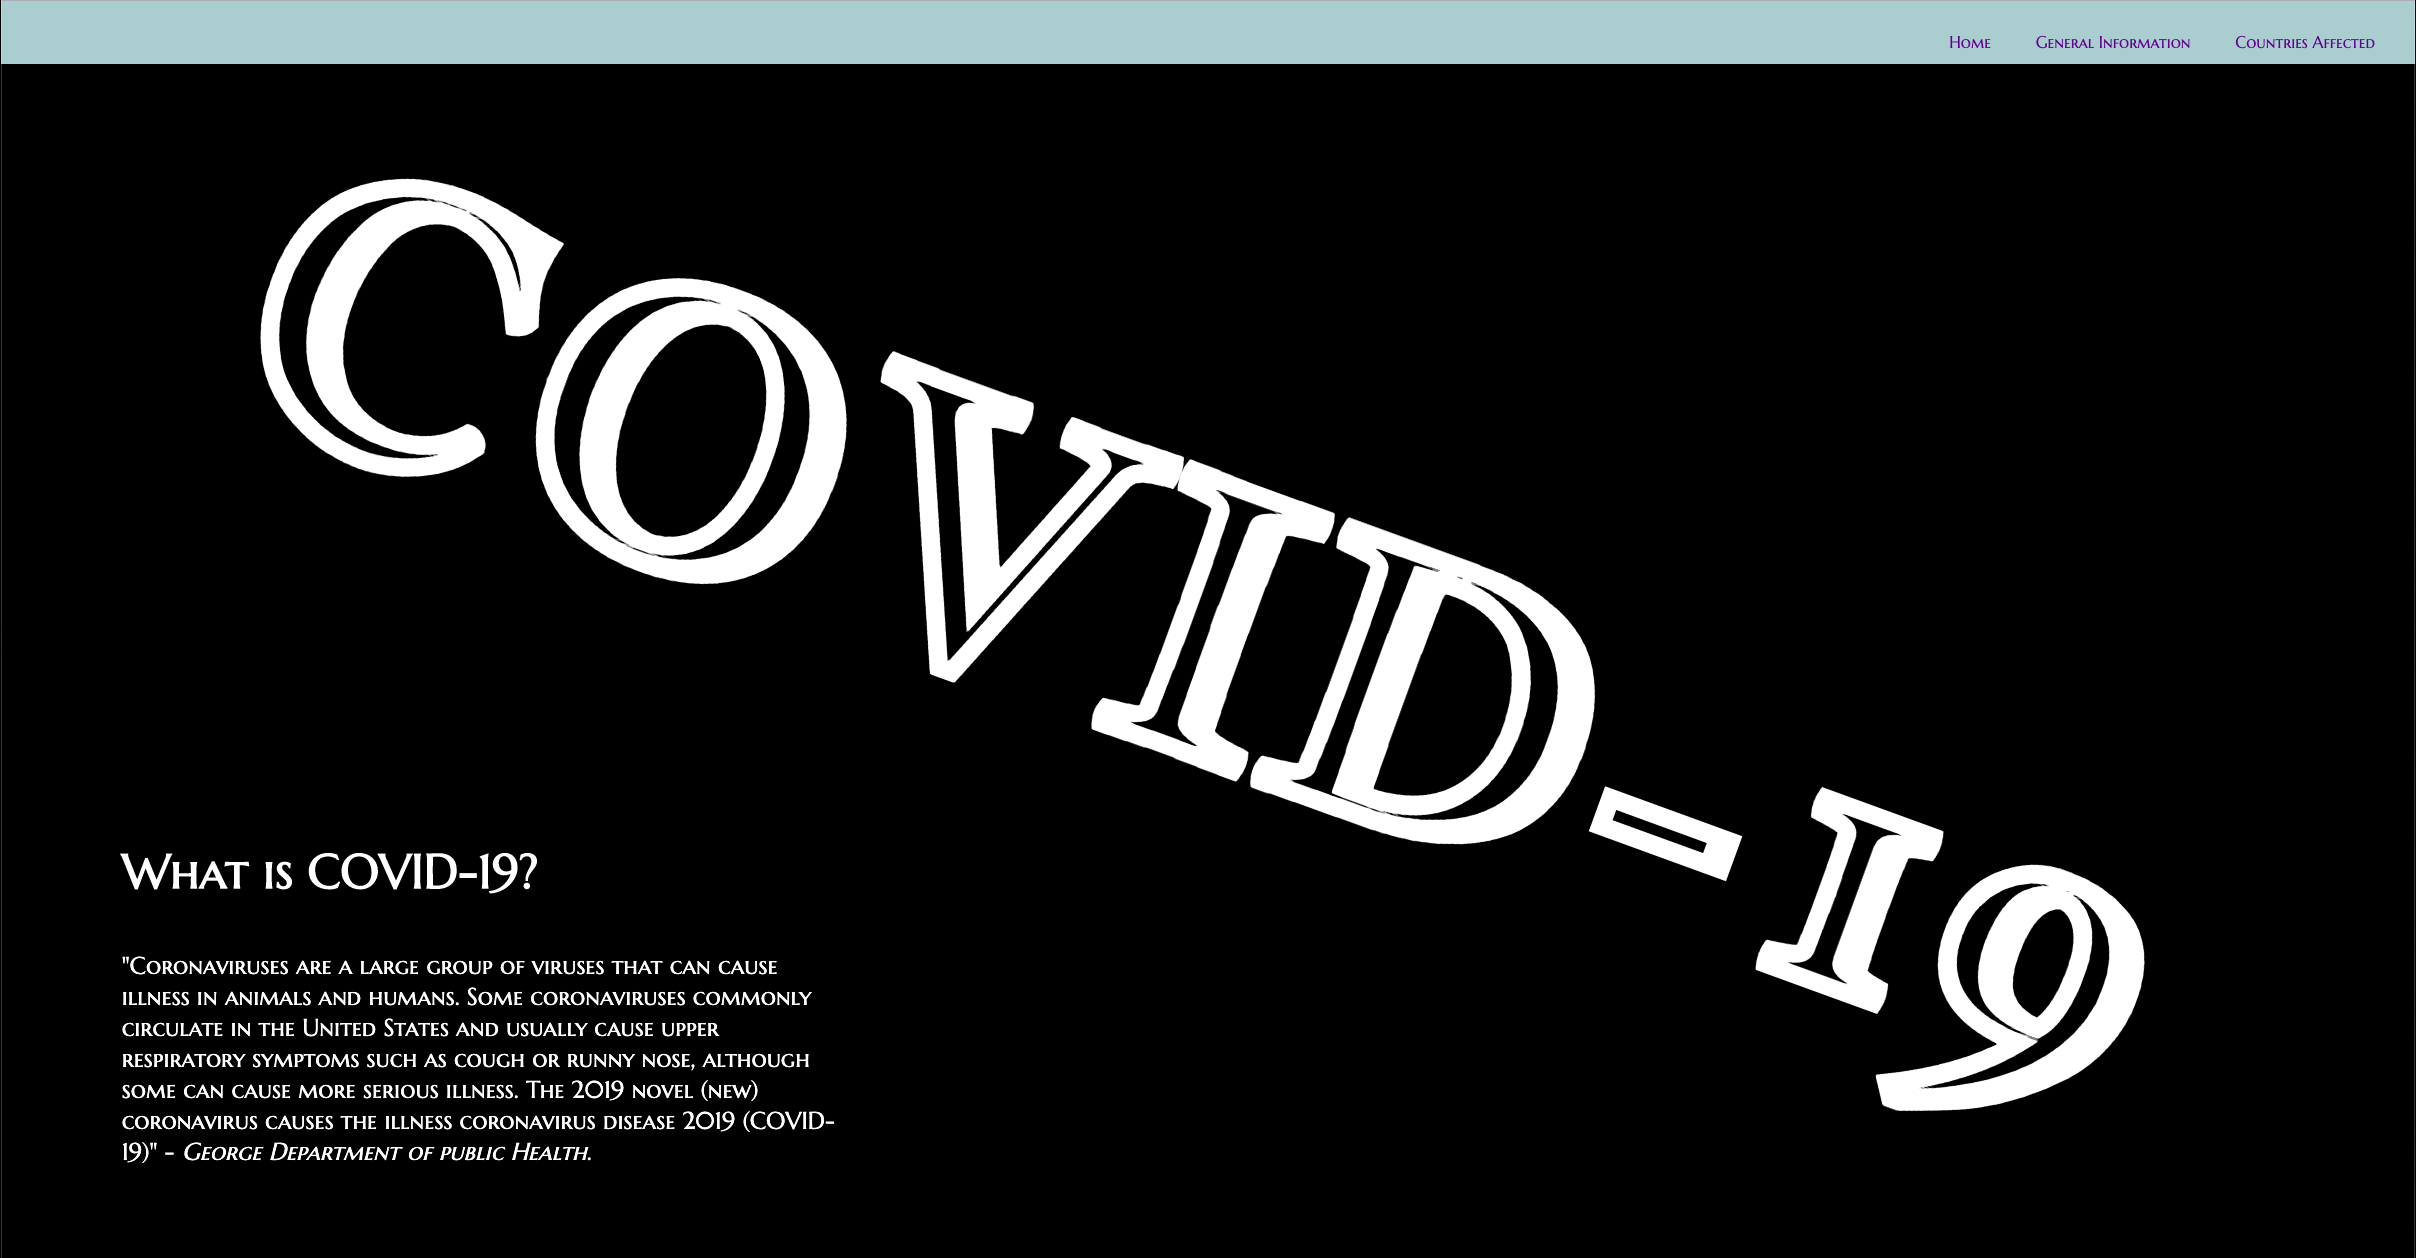 Home General Information Countries Affected
COVID-19
What is COVID-19?
"Coronaviruses are a large group of viruses that can cause
illness in animals and humans. Some coronaviruses commonly
circulate in the United States and usually cause upper
respiratory symptoms such as cough or runny nose, although
some can cause more serious illness. The 2019 novel (new)
coronavirus causes the illness coronavirus disease 2019 (COVID-
19)" - George Department of public Health.